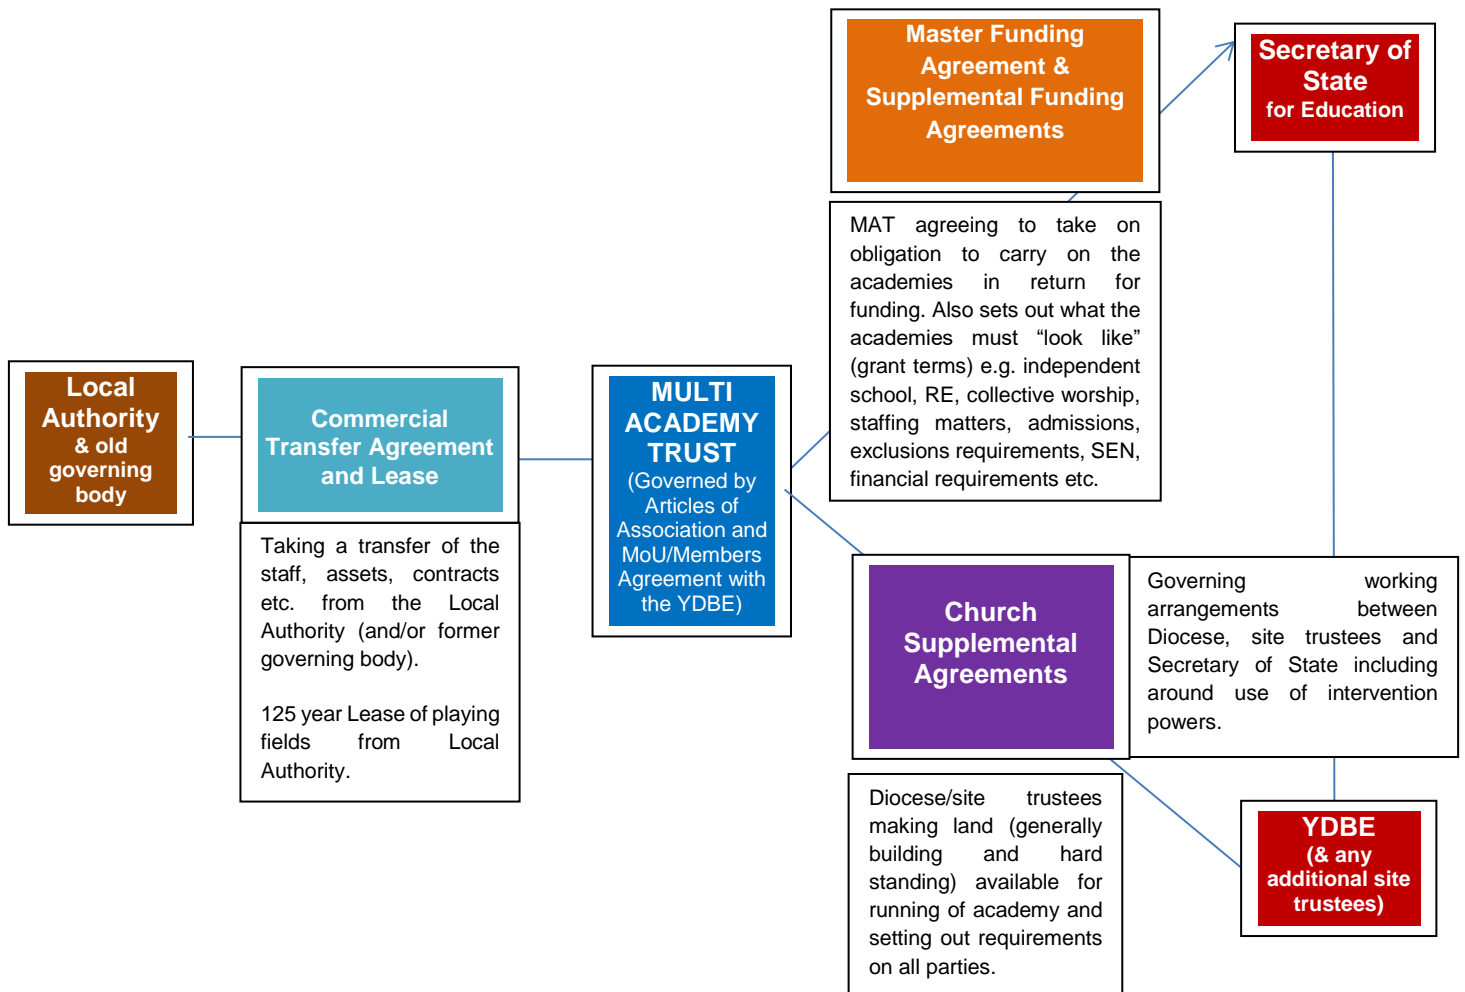 Local
Authority
& old
governing
body
Commercial
Transfer Agreement
and Lease
Taking a transfer of the
staff, assets, contracts
etc. from the Local
Authority (and/or former
governing body).
125 year Lease of playing
fields from Local
Authority.
MULTI
ACADEMY
TRUST
(Governed by
Articles of
Association and
MoU/Members
Agreement with
the YDBE)
Master Funding
Agreement &
Supplemental Funding
Agreements
MAT agreeing to take on
obligation to carry on the
academies in return for
funding. Also sets out what the
academies must “look like”
(grant terms) e.g. independent
school, RE, collective worship,
staffing matters, admissions,
exclusions requirements, SEN,
financial requirements etc.
Secretary of
State
for Education
Church
Supplemental
Agreements
Governing working
arrangements between
Diocese, site trustees and
Secretary of State including
around use of intervention
powers.
Diocese/site trustees
making land (generally
building and hard
standing) available for
running of academy and
setting out requirements
on all parties.
YDBE
(& any
additional site
trustees)